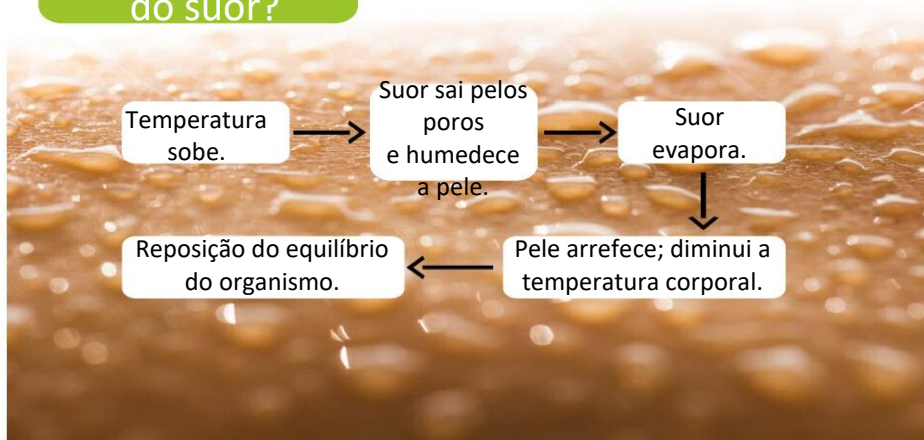 do suor?
Temperatura
sobe.
Suor sai pelos
poros
e humedece
a pele.
Suor
evapora.
Pele arrefece; diminui a
temperatura corporal.
Reposição do equilíbrio
do organismo.